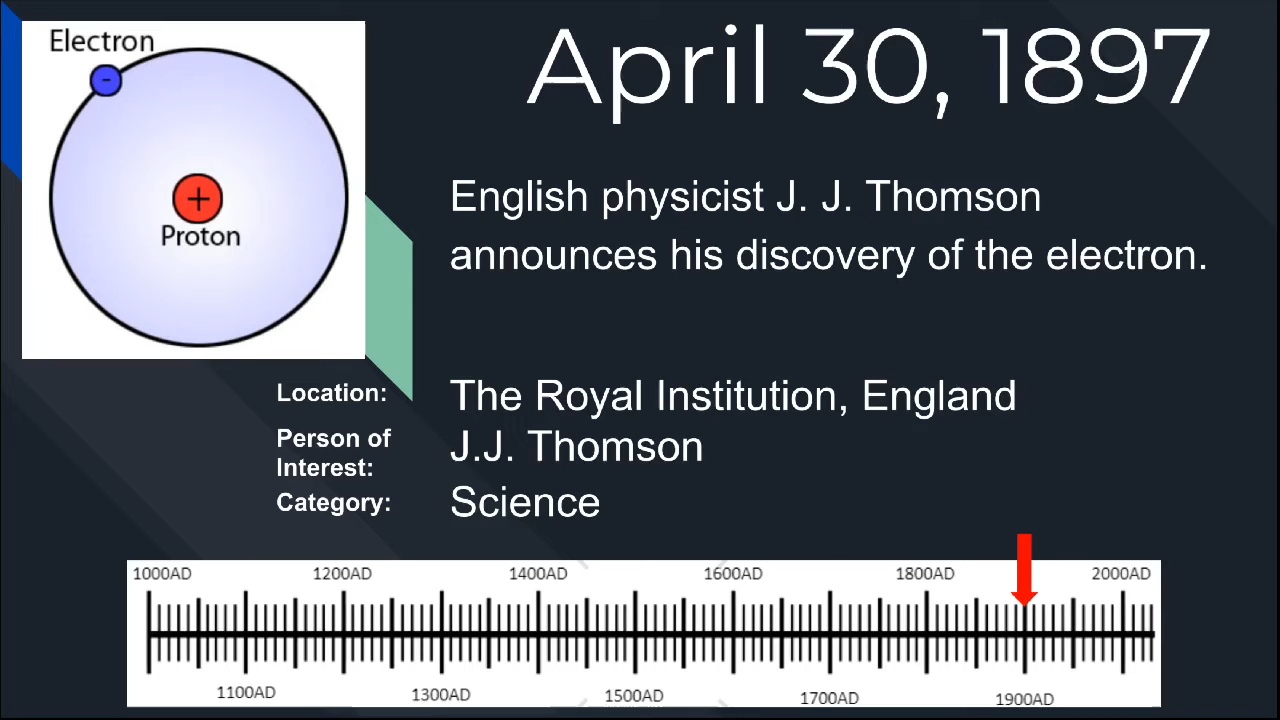 Electron
-
+
Proton
April 30, 1897
English physicist J. J. Thomson
announces his discovery of the electron.
Location:
The Royal Institution, England
Person of
Interest:
J.J. Thomson
Category:
Science
1000AD 1200AD 1400AD 1600AD 1800AD 2000AD
1100AD 1300AD 1500AD 1700AD 1900AD